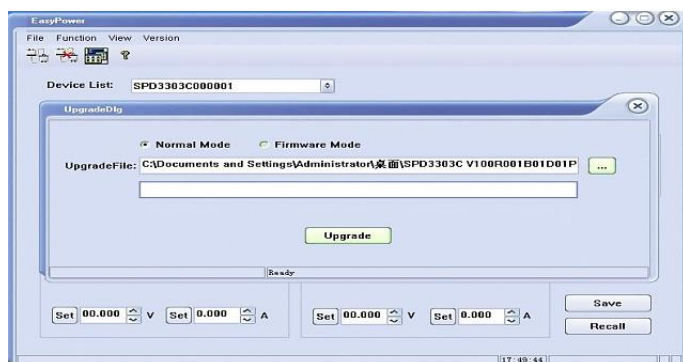 EasyPower
File Function View Version
Device List: SPD3303C000001
UpgradeDlg
Normal Mode Firmware Mode
UpgradeFile: C:\Documents and Settings\Administrator\桌面\SPD3303C V100R001B01D01P ...
Upgrade
Ready
Set 00.000 V Set 0.000 A Set 00.000 V Set 0.000 A
Save
Recall
17:49:44